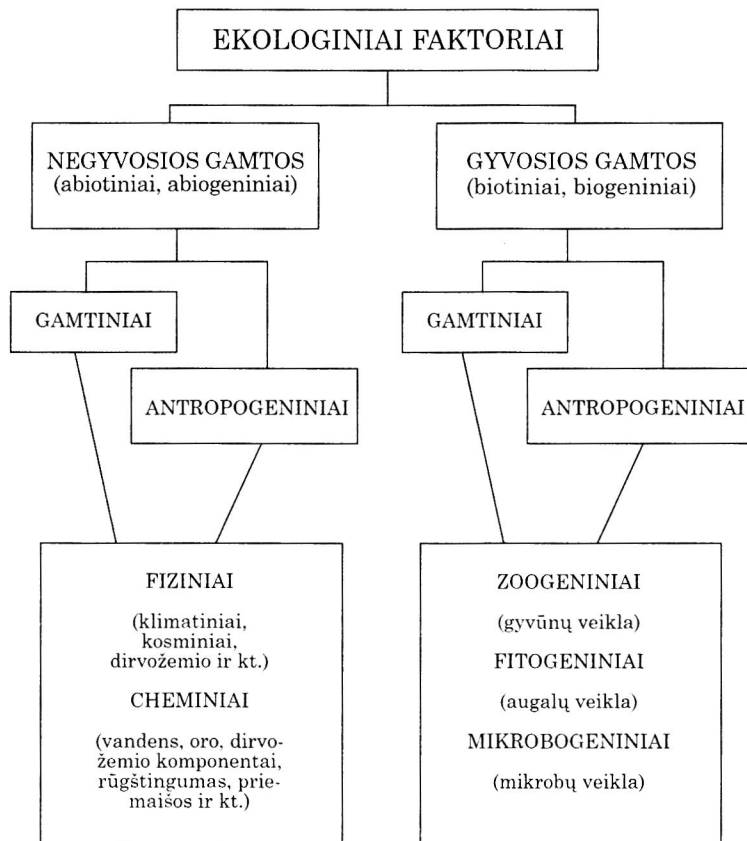 EKOLOGINIAI FAKTORIAI
NEGYVOSIOS GAMTOS
(abiotiniai, abiogeniniai)
GYVOSIOS GAMTOS
(biotiniai, biogeniniai)
GAMTINIAI
GAMTINIAI
ANTROPOGENINIAI
ANTROPOGENINIAI
FIZINIAI
(klimatiniai,
kosminiai,
dirvožemio ir kt.)
CHEMINIAI
(vandens, oro, dirvo-
žemio komponentai,
rūgštingumas, prie-
maišos ir kt.)
ZOOGENINIAI
(gyvūnų veikla)
FITOGENINIAI
(augalų veikla)
MIKROBOGENINIAI
(mikrobų veikla)